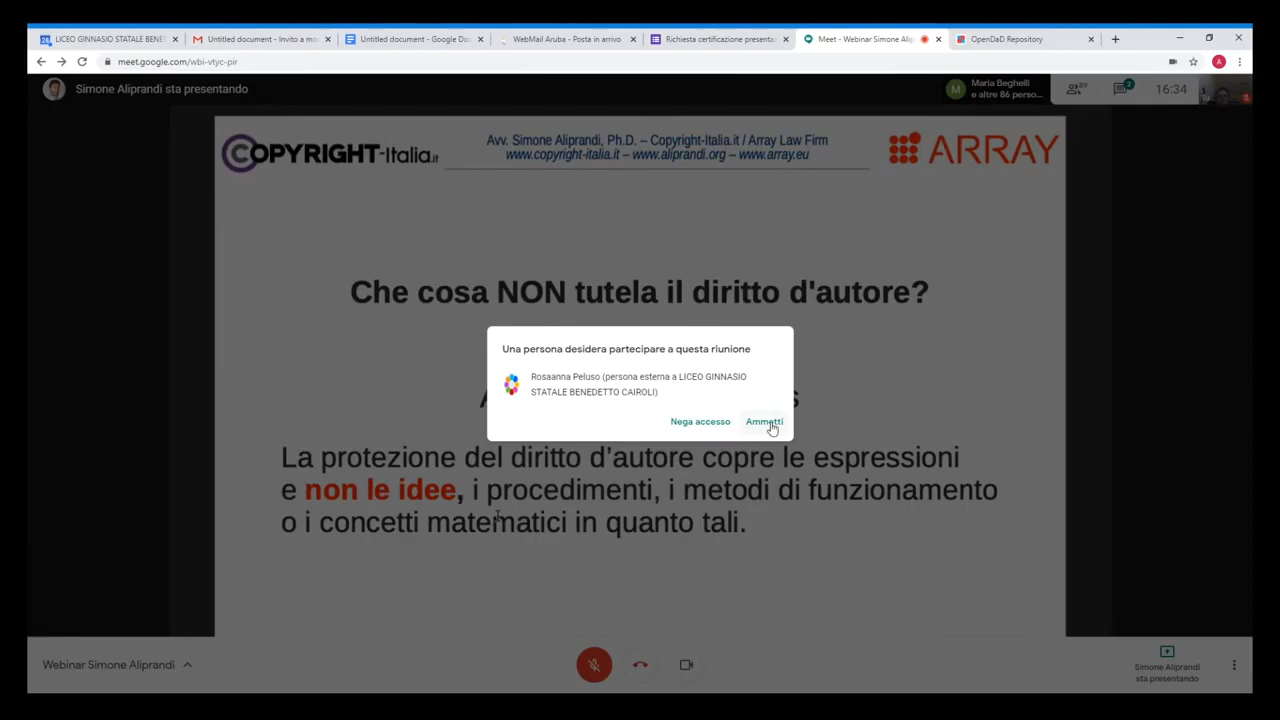 LICEO GINNASIO STATALE BENE
Untitled document - Invito a mo
Untitled document - Google Do
WebMail Aruba - Posta in arrivo
Richiesta certificazione presenta
Meet - Webinar Simone Alip
OpenDaD Repository
meet.google.com/wbi-vtyc-pir
A
Simone Aliprandi sta presentando
M
Maria Beghelli
e altre 86 perso...
89
2
16:34
Tu
COPYRIGHT-Italia.it
Avv. Simone Aliprandi, Ph.D. – Copyright-Italia.it / Array Law Firm
www.copyright-italia.it – www.aliprandi.org – www.array.eu
ARRAY
Che cosa NON tutela il diritto d'autore?
Una persona desidera partecipare a questa riunione
Rosaanna Peluso (persona esterna a LICEO GINNASIO
STATALE BENEDETTO CAIROLI)
Nega accesso Ammetti
La protezione del diritto d’autore copre le espressioni
e non le idee, i procedimenti, i metodi di funzionamento
o i concetti matematici in quanto tali.
Webinar Simone Aliprandi
Simone Aliprandi
sta presentando